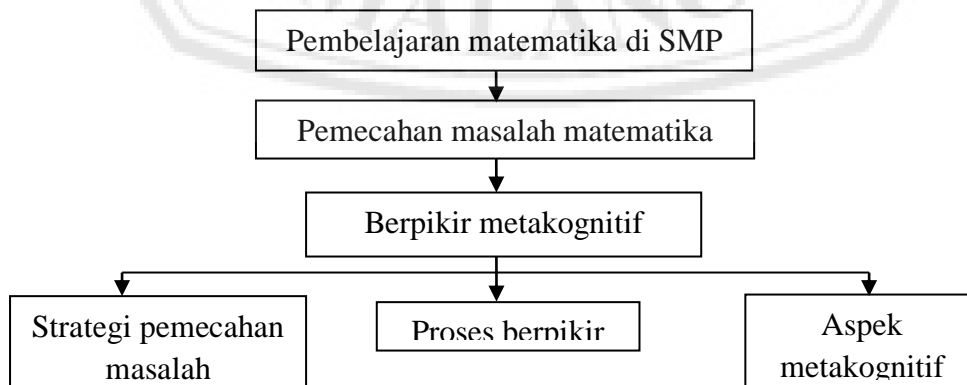 Pembelajaran matematika di SMP
Pemecahan masalah matematika
Berpikir metakognitif
Strategi pemecahan
masalah
Proses berpikir
Aspek
metakognitif